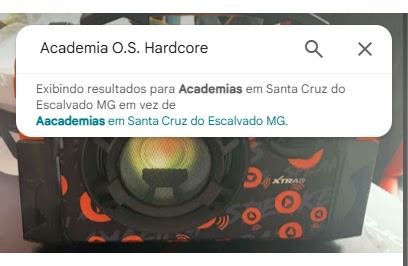 Academia O.S. Hardcore
Exibindo resultados para Academias em Santa Cruz do
Escalvado MG em vez de
Aacademias em Santa Cruz do Escalvado MG.
XTRAD